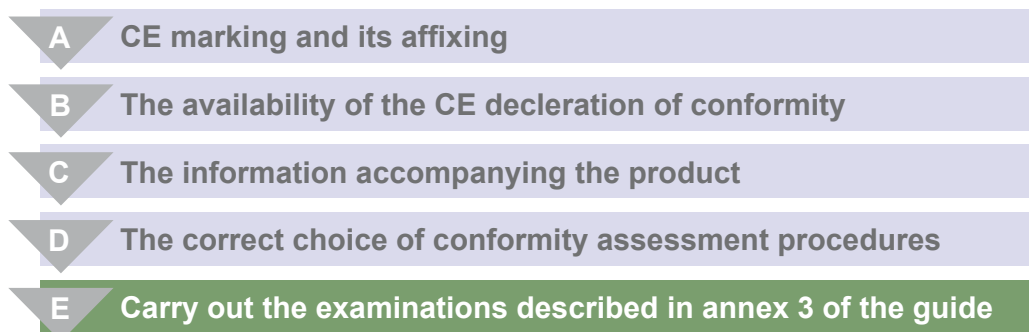 A CE marking and its affixing
B The availability of the CE decleration of conformity
C The information accompanying the product
D The correct choice of conformity assessment procedures
E Carry out the examinations described in annex 3 of the guide